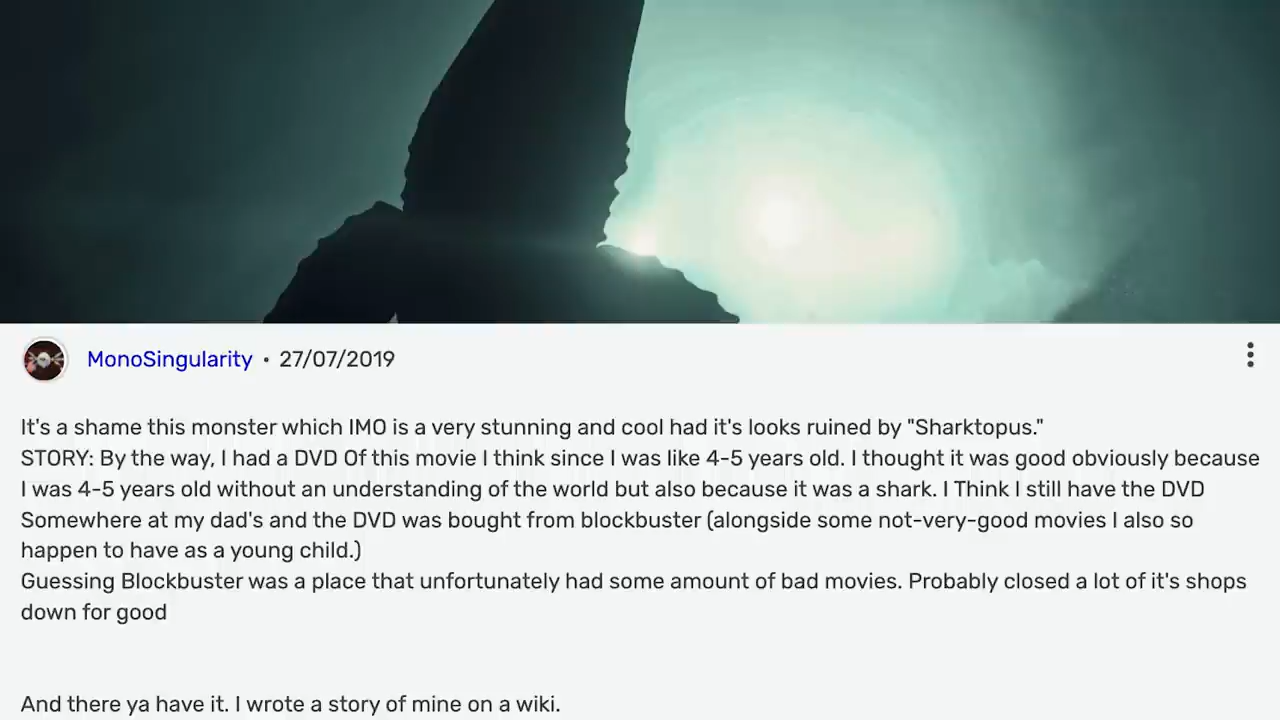 MonoSingularity • 27/07/2019
It's a shame this monster which IMO is a very stunning and cool had it's looks ruined by "Sharktopus."
STORY: By the way, I had a DVD Of this movie I think since I was like 4-5 years old. I thought it was good obviously because
I was 4-5 years old without an understanding of the world but also because it was a shark. I Think I still have the DVD
Somewhere at my dad's and the DVD was bought from blockbuster (alongside some not-very-good movies I also so
happen to have as a young child.)
Guessing Blockbuster was a place that unfortunately had some amount of bad movies. Probably closed a lot of it's shops
down for good
And there ya have it. I wrote a story of mine on a wiki.